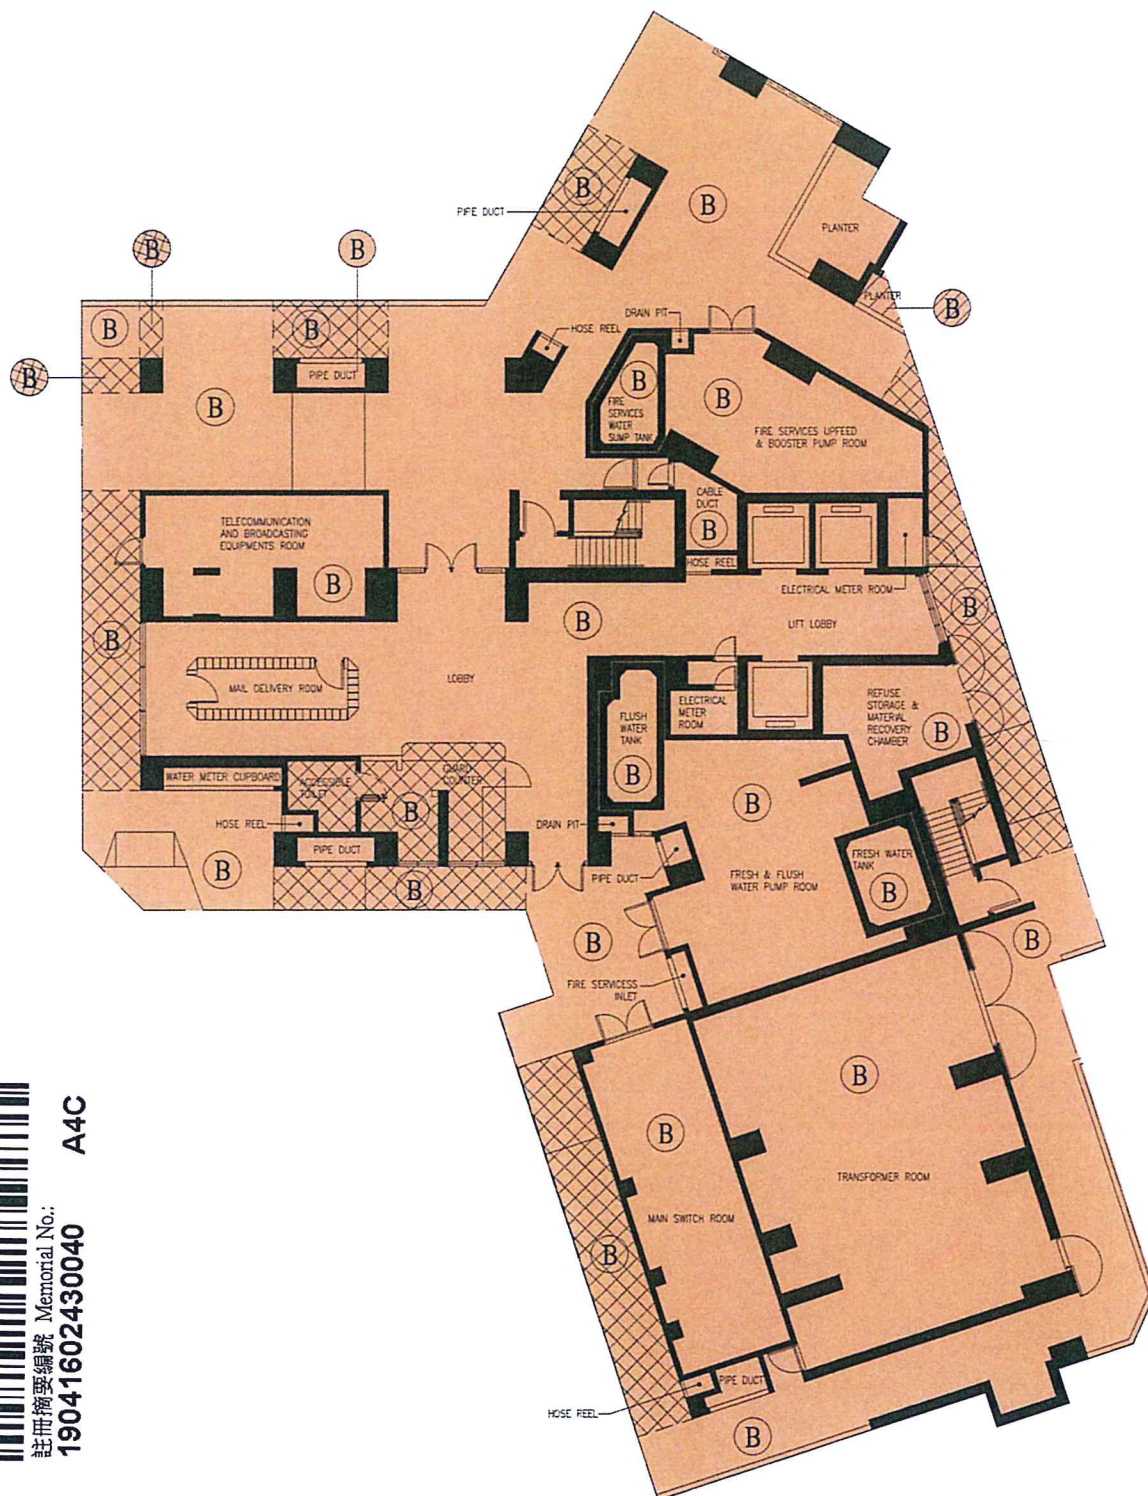 B
PIPE DUCT
B
PLANTER
B
B
PLANTER
B
B
B
DRAIN PIT
HOSE REEL
B
PIPE DUCT
B
B
B
FIRE
SERVICES
WATER
SUMP TANK
FIRE SERVICES UPFEED
& BOOSTER PUMP ROOM
CABLE
DUCT
B
TELECOMMUNICATION
AND BROADCASTING
EQUIPMENTS ROOM
B
HOSE REEL
ELECTRICAL METER ROOM
B
B
B
LIFT LOBBY
LOBBY
MAIL DELIVERY ROOM
ELECTRICAL
METER
ROOM
REFUSE
STORAGE &
MATERIAL
RECOVERY
CHAMBER
B
FLUSH
WATER
TANK
B
WATER METER CUPBOARD
ACCESSIBLE
TOILET
GUARD
COUNTER
B
B
HOSE REEL
DRAIN PIT
PIPE DUCT
B
B
PIPE DUCT
FRESH & FLUSH
WATER PUMP ROOM
FRESH WATER
TANK
B
B
B
FIRE SERVICESS
INLET
B
B
TRANSFORMER ROOM
MAIN SWITCH ROOM
B
PIPE DUCT
HOSE REEL
B
註冊摘要編號 Memorial No.:
19041602430040 A4C